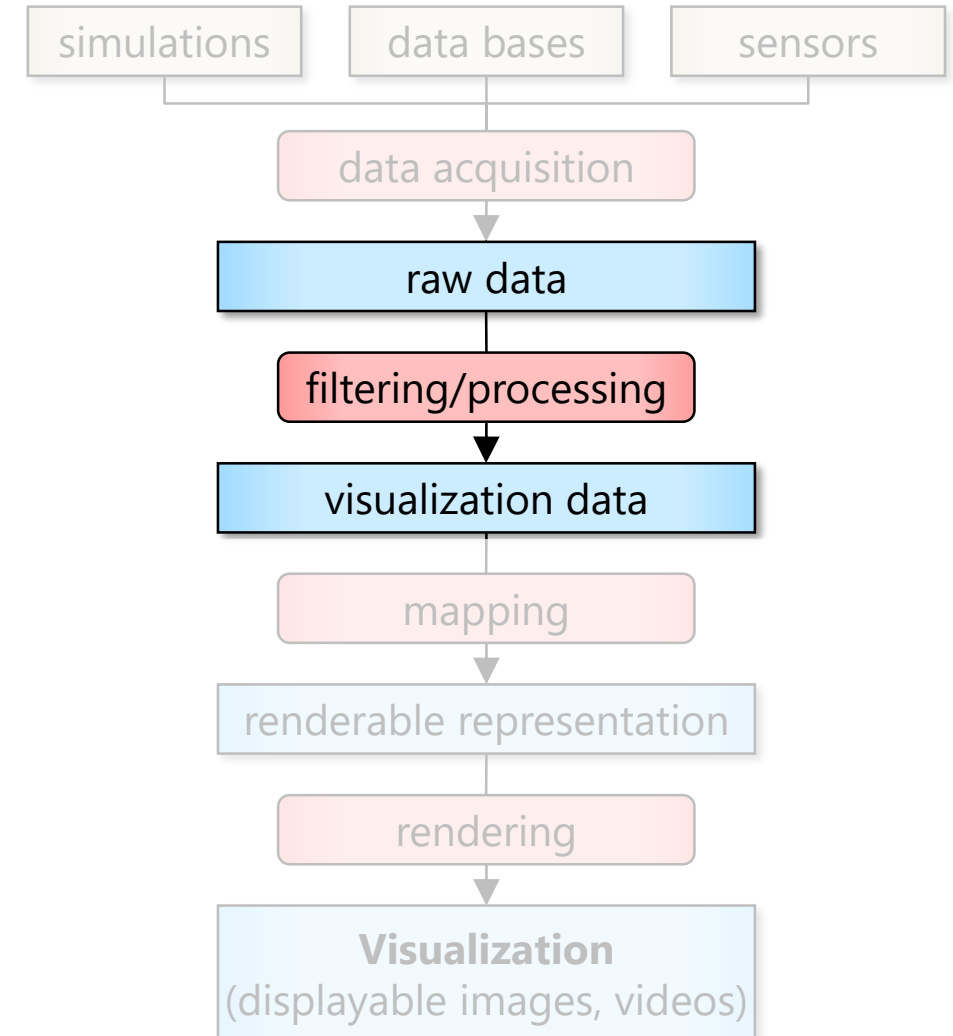 simulations
data bases
sensors
data acquisition
raw data
filtering/processing
visualization data
mapping
renderable representation
rendering
Visualization
(displayable images, videos)